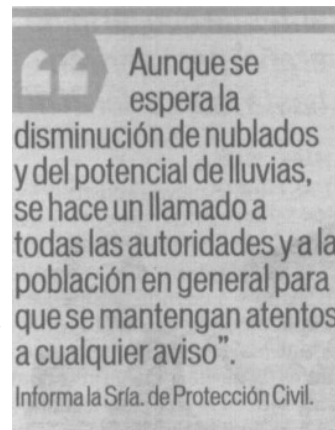 “Aunque se
espera la
disminución de nublados
y del potencial de lluvias,
se hace un llamado a
todas las autoridades y a la
población en general para
que se mantengan atentos
a cualquier aviso”.
Informa la Sría. de Protección Civil.